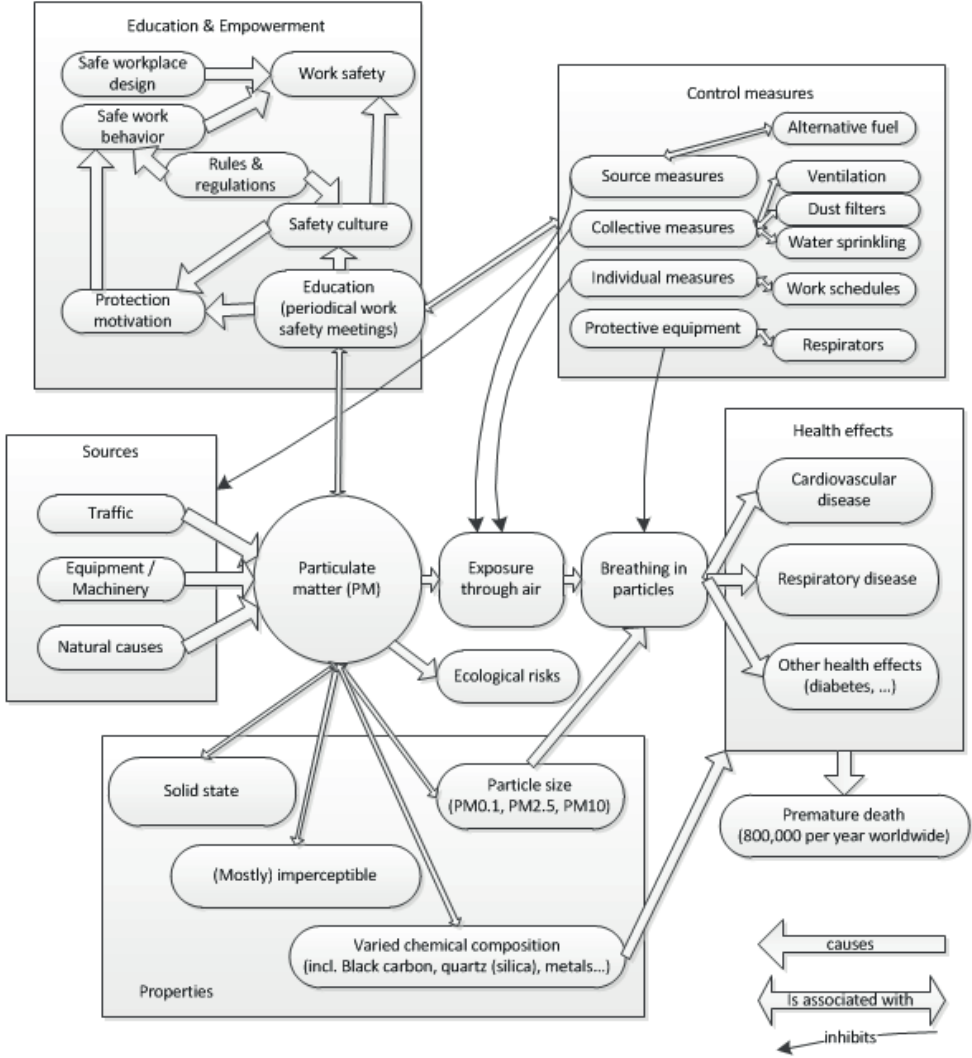 Education & Empowerment
Safe workplace
design
Work safety
Safe work
behavior
Rules &
regulations
Safety culture
Protection
motivation
Education
(periodical work
safety meetings)
Control measures
Alternative fuel
Source measures
Ventilation
Dust filters
Collective measures
Water sprinkling
Individual measures
Work schedules
Protective equipment
Respirators
Sources
Traffic
Equipment /
Machinery
Natural causes
Particulate
matter (PM)
Exposure
through air
Breathing in
particles
Ecological risks
Health effects
Cardiovascular
disease
Respiratory disease
Other health effects
(diabetes, ...)
Premature death
(800,000 per year worldwide)
Solid state
Particle size
(PM0.1, PM2.5, PM10)
(Mostly) imperceptible
Varied chemical composition
(incl. Black carbon, quartz (silica), metals...)
Properties
causes
Is associated with
inhibits